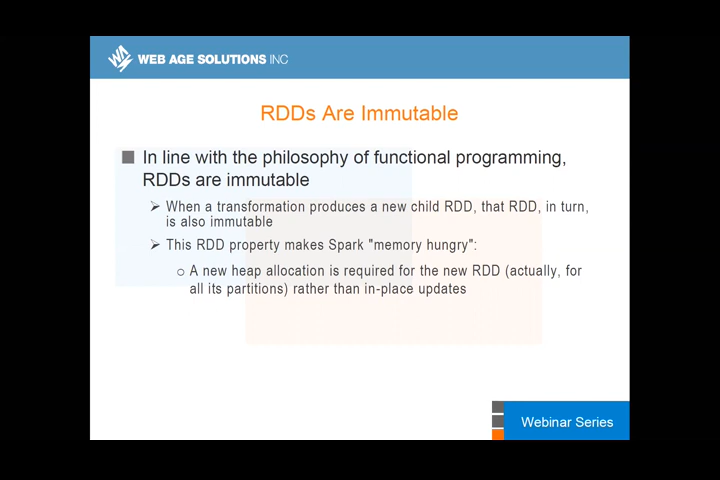 WEB AGE SOLUTIONS INC
RDDs Are Immutable
In line with the philosophy of functional programming,
RDDs are immutable
When a transformation produces a new child RDD, that RDD, in turn,
is also immutable
This RDD property makes Spark "memory hungry":
A new heap allocation is required for the new RDD (actually, for
all its partitions) rather than in-place updates
Webinar Series